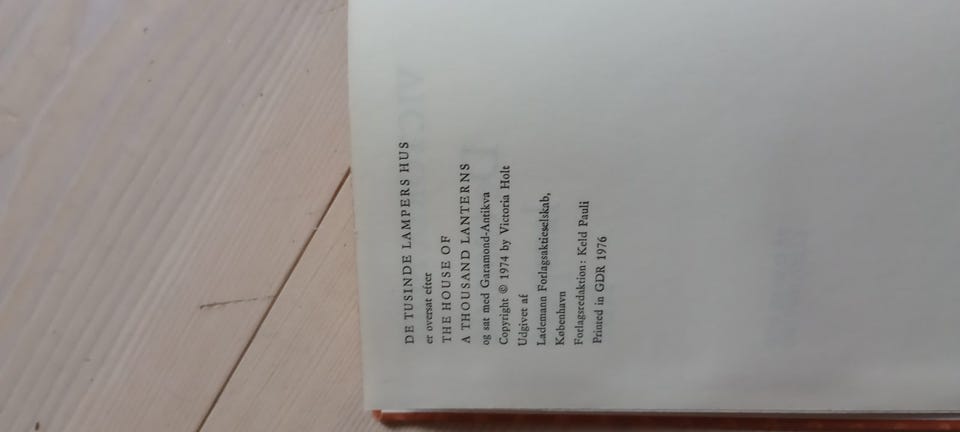 DE TUSINDE LAMPERS HUS
er oversat efter
THE HOUSE OF
A THOUSAND LANTERNS
og sat med Garamond-Antikva
Copyright © 1974 by Victoria Holt
Udgivet af
Lademann Forlagsaktieselskab,
København
Forlagsredaktion: Keld Pauli
Printed in GDR 1976